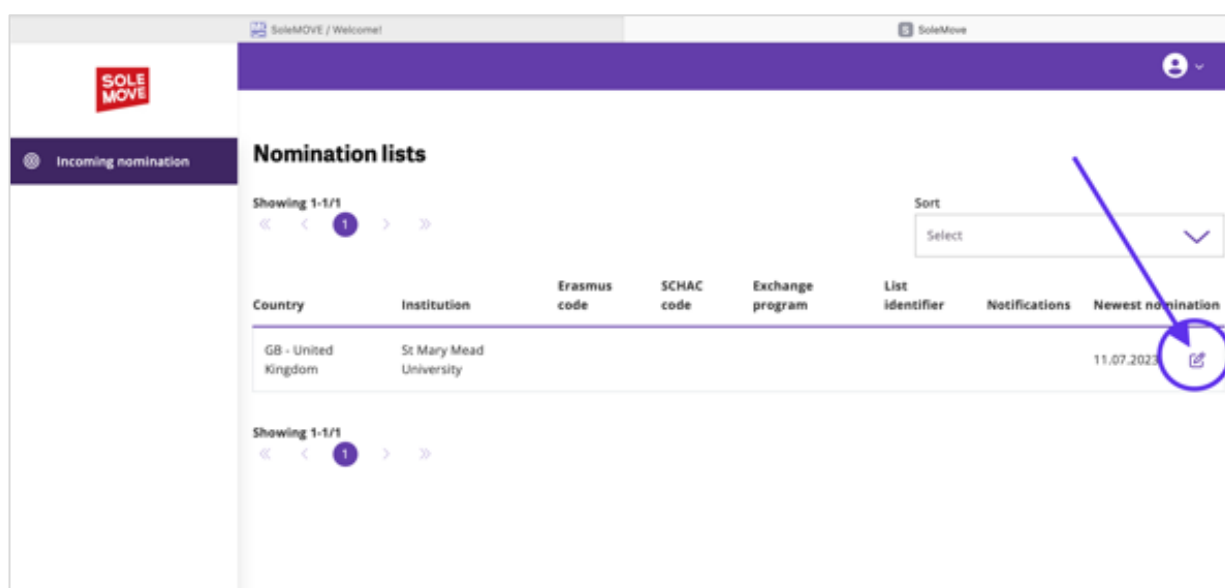 SoleMOVE / Welcome!
S SoleMove
SOLE
MOVE
Incoming nomination
Nomination lists
Showing 1-1/1
« < 1 > »
Sort
Select
Country Institution Erasmus code SCHAC code Exchange program List identifier Notifications Newest nomination
GB - United Kingdom St Mary Mead University 11.07.2023
Showing 1-1/1
« < 1 > »